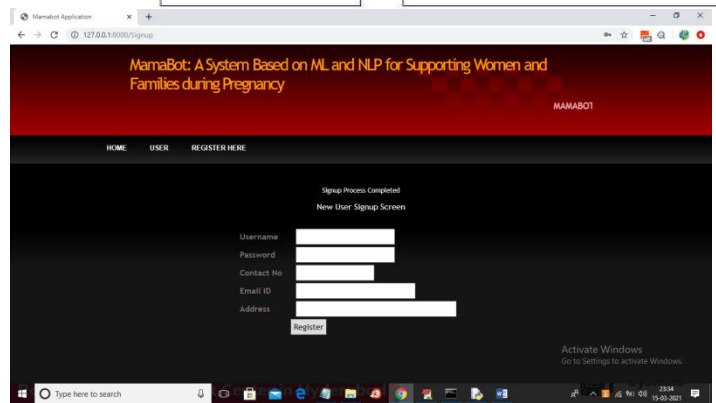 Mamabot Application
127.0.0.1:8000/Signup
MamaBot: A System Based on ML and NLP for Supporting Women and
Families during Pregnancy
MAMABOT
HOME USER REGISTER HERE
Signup Process Completed
New User Signup Screen
Username
Password
Contact No
Email ID
Address
Register
Activate Windows
Go to Settings to activate Windows.
Type here to search
23:34
15-03-2021